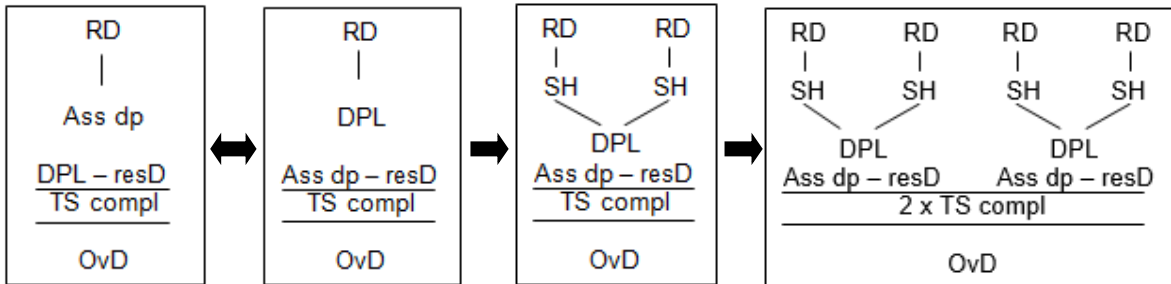 RD
Ass dp
DPL – resD
TS compl
OvD
RD
DPL
Ass dp – resD
TS compl
OvD
RD RD
SH SH
DPL
Ass dp – resD
TS compl
OvD
RD RD RD RD
SH SH SH SH
DPL DPL
Ass dp – resD Ass dp – resD
2 x TS compl
OvD